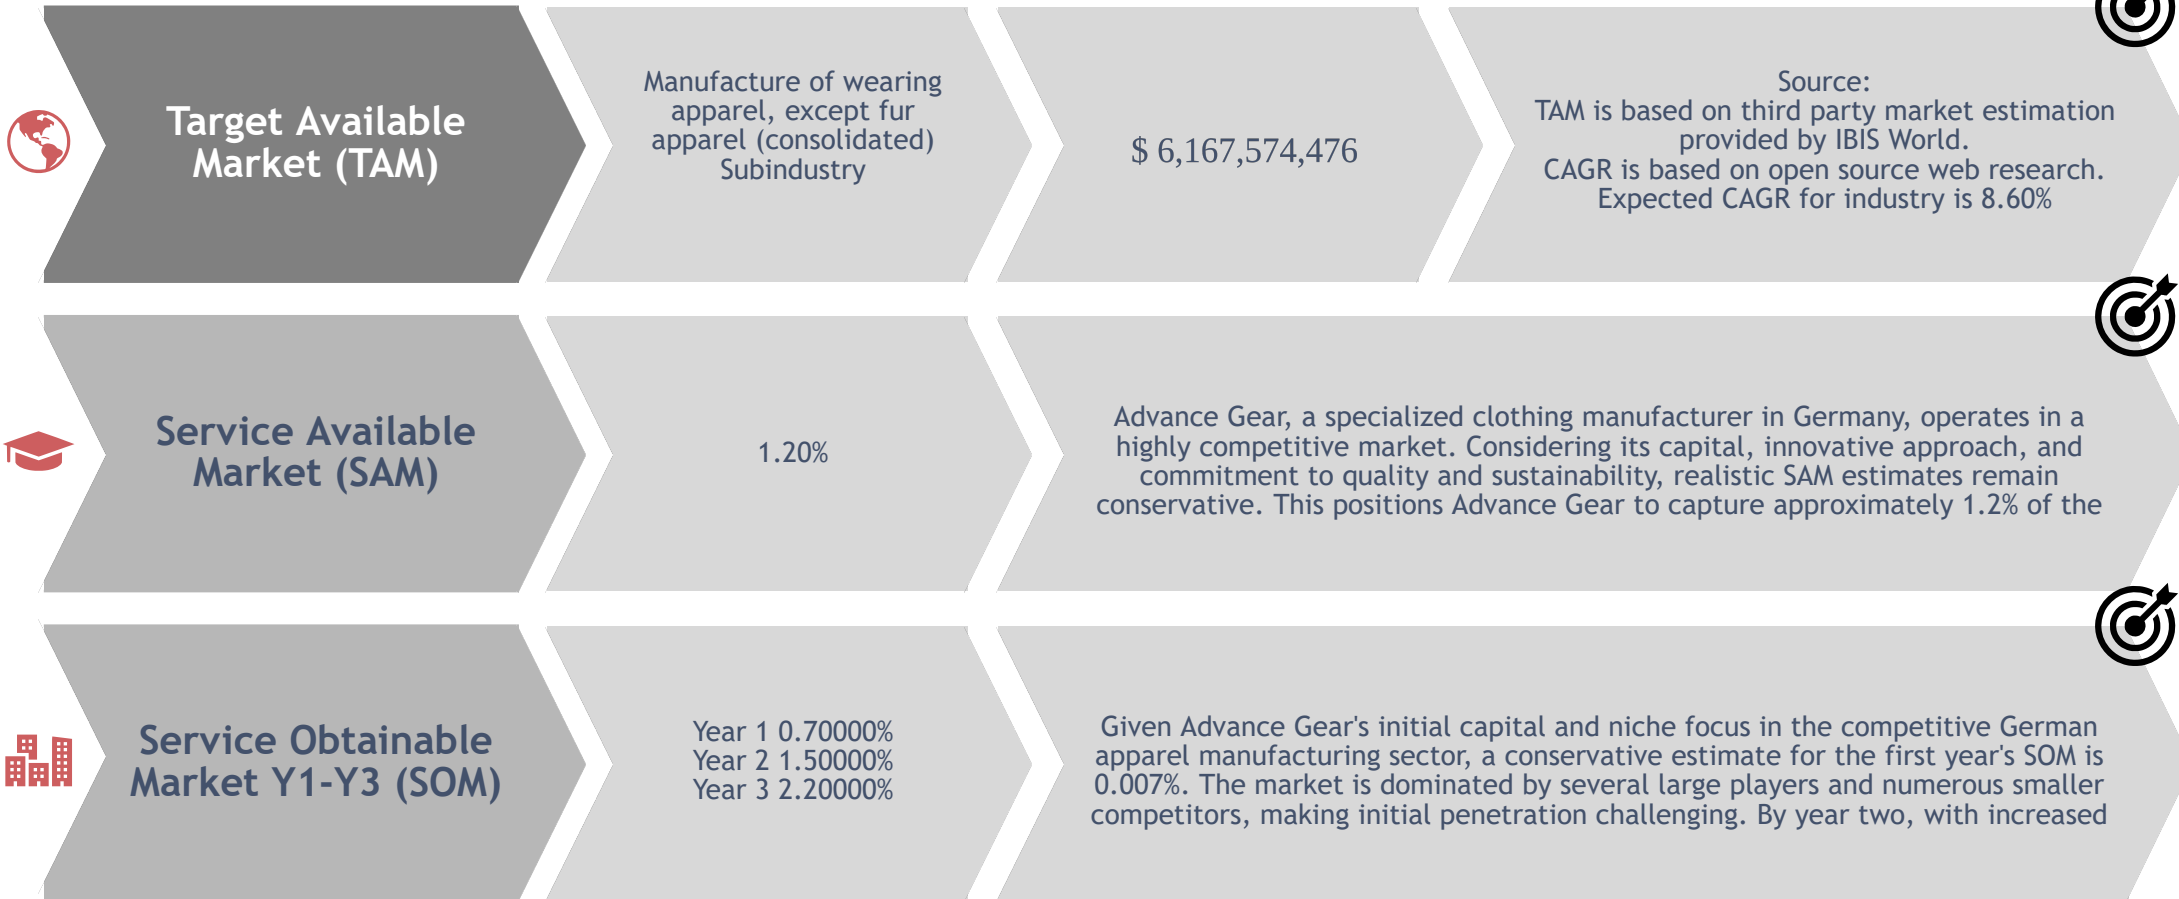 Target Available
Market (TAM)
Manufacture of wearing
apparel, except fur
apparel (consolidated)
Subindustry
$ 6,167,574,476
Source:
TAM is based on third party market estimation
provided by IBIS World.
CAGR is based on open source web research.
Expected CAGR for industry is 8.60%
Service Available
Market (SAM)
1.20%
Advance Gear, a specialized clothing manufacturer in Germany, operates in a
highly competitive market. Considering its capital, innovative approach, and
commitment to quality and sustainability, realistic SAM estimates remain
conservative. This positions Advance Gear to capture approximately 1.2% of the
Service Obtainable
Market Y1-Y3 (SOM)
Year 1 0.70000%
Year 2 1.50000%
Year 3 2.20000%
Given Advance Gear's initial capital and niche focus in the competitive German
apparel manufacturing sector, a conservative estimate for the first year's SOM is
0.007%. The market is dominated by several large players and numerous smaller
competitors, making initial penetration challenging. By year two, with increased